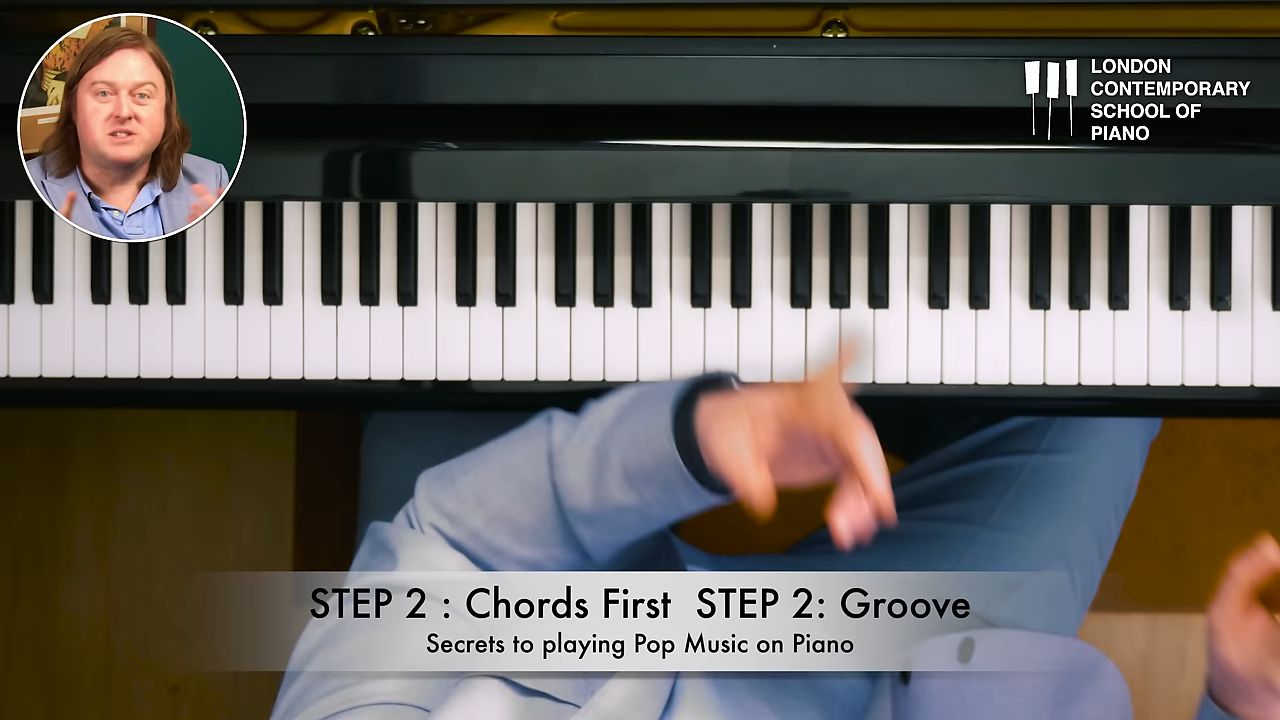 LONDON
CONTEMPORARY
SCHOOL OF
PIANO
STEP 2 : Chords First  STEP 2: Groove
Secrets to playing Pop Music on Piano